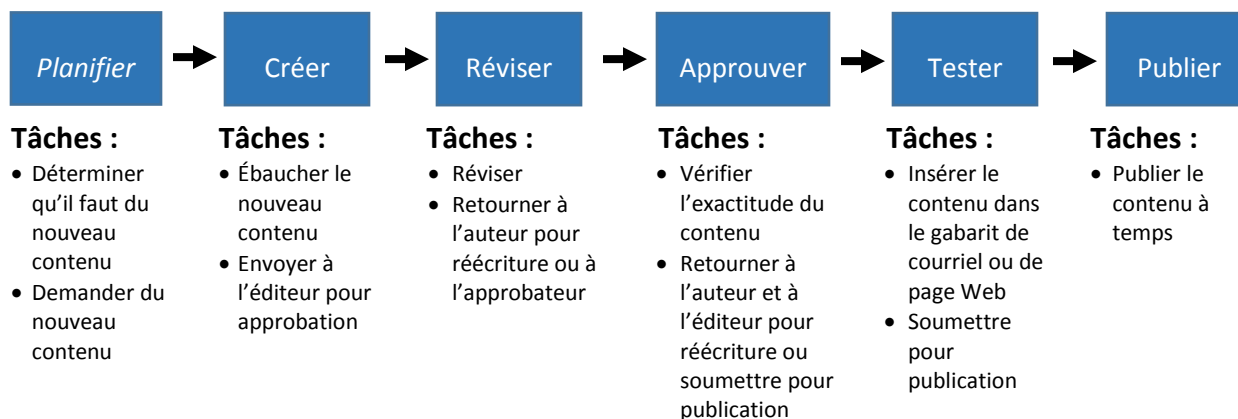 Planifier
Créer
Réviser
Approuver
Tester
Publier
Tâches :
• Déterminer
qu’il faut du
nouveau
contenu
• Demander du
nouveau
contenu
Tâches :
• Ébaucher le
nouveau
contenu
• Envoyer à
l’éditeur pour
approbation
Tâches :
• Réviser
• Retourner à
l’auteur pour
réécriture ou à
l’approbateur
Tâches :
• Vérifier
l’exactitude du
contenu
• Retourner à
l’auteur et à
l’éditeur pour
réécriture ou
soumettre pour
publication
Tâches :
• Insérer le
contenu dans
le gabarit de
courriel ou de
page Web
• Soumettre
pour
publication
Tâches :
• Publier le
contenu à
temps